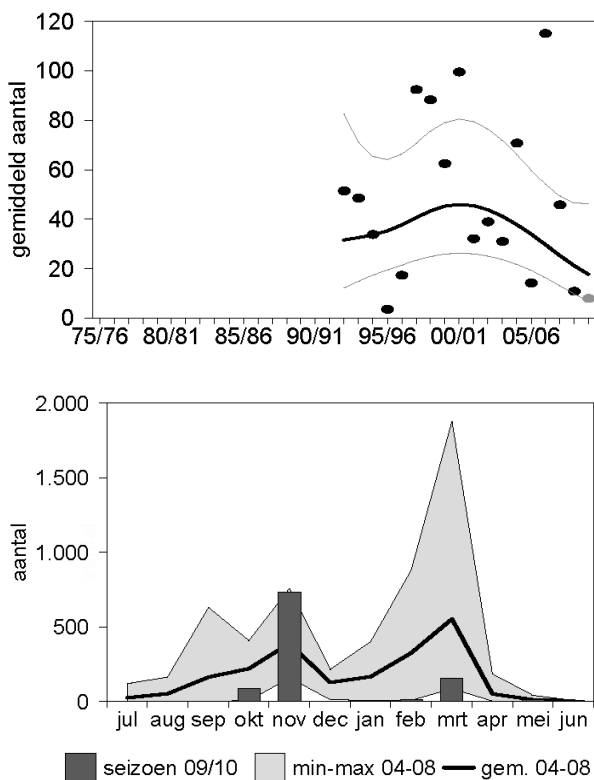 gemiddeld aantal
120
100
80
60
40
20
0
75/76 80/81 85/86 90/91 95/96 00/01 05/06
aantal
2.000
1.500
1.000
500
0
jul aug sep okt nov dec jan feb mrt apr mei jun
seizoen 09/10 min-max 04-08 gem. 04-08